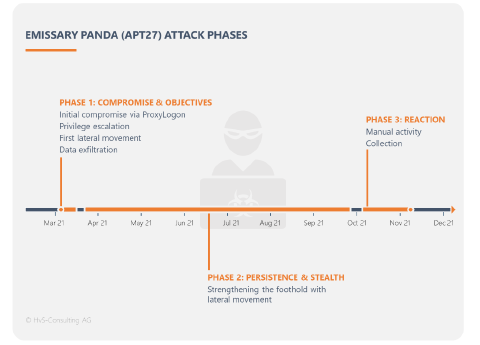 EMISSARY PANDA (APT27) ATTACK PHASES
PHASE 1: COMPROMISE & OBJECTIVES
Initial compromise via ProxyLogon
Privilege escalation
First lateral movement
Data exfiltration
PHASE 3: REACTION
Manual activity
Collection
Mar 21 Apr 21 May 21 Jun 21 Jul 21 Aug 21 Sep 21 Oct 21 Nov 21 Dec 21
PHASE 2: PERSISTENCE & STEALTH
Strengthening the foothold with
lateral movement
© HvS-Consulting AG